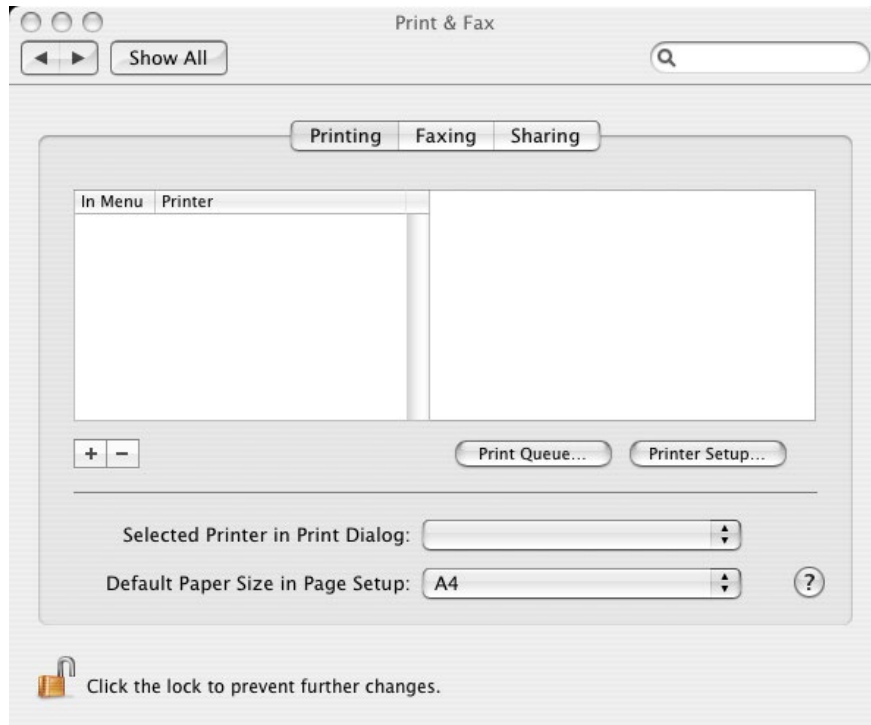 Print & Fax
Show All
Printing Faxing Sharing
In Menu Printer
+ −
Print Queue... Printer Setup...
Selected Printer in Print Dialog:
Default Paper Size in Page Setup: A4 ?
Click the lock to prevent further changes.